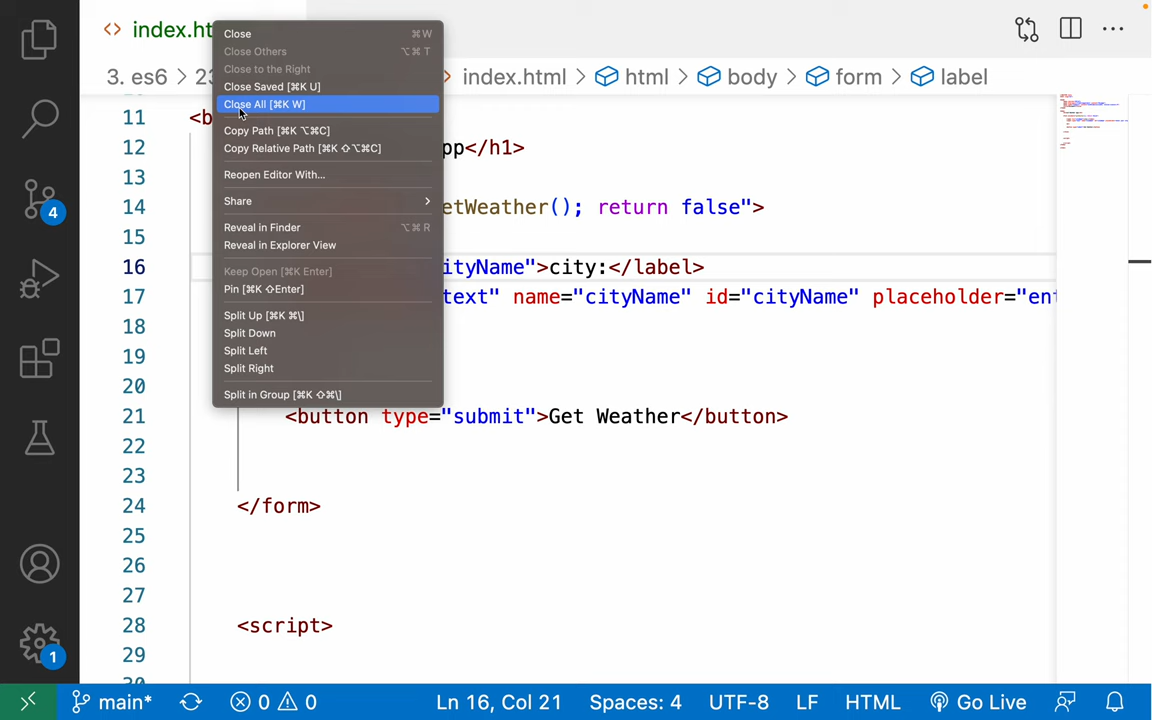 index.ht
3. es6 > 23 > index.html > html > body > form > label
Close ⌘W
Close Others ⌥⌘T
Close to the Right
Close Saved [⌘K U]
Close All [⌘K W]
Copy Path [⌘K ⌥⌘C]
Copy Relative Path [⌘K ⇧⌥⌘C]
Reopen Editor With...
Share >
Reveal in Finder ⌥⌘R
Reveal in Explorer View
Keep Open [⌘K Enter]
Pin [⌘K ⇧Enter]
Split Up [⌘K ⌘\]
Split Down
Split Left
Split Right
Split in Group [⌘K ⇧⌘\]
11 <b
12 pp</h1>
13
14 etWeather(); return false">
15
16 ityName">city:</label>
17 text" name="cityName" id="cityName" placeholder="ent
18
19
20
21 <button type="submit">Get Weather</button>
22
23
24 </form>
25
26
27
28 <script>
29
4
1
main* 0 0 Ln 16, Col 21 Spaces: 4 UTF-8 LF HTML Go Live